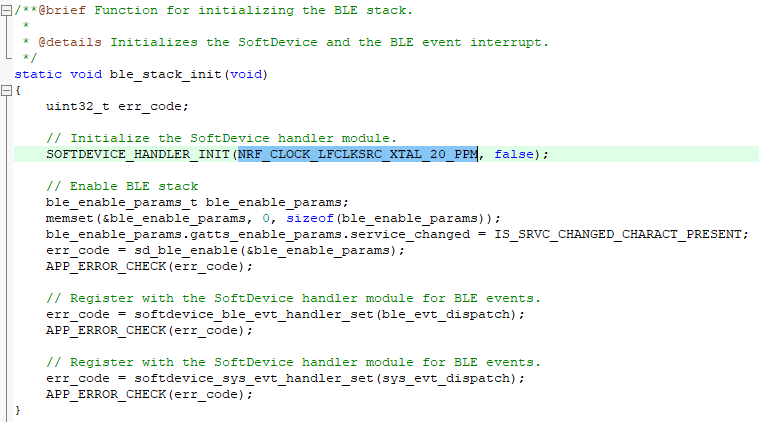 /**@brief Function for initializing the BLE stack.
 *
 * @details Initializes the SoftDevice and the BLE event interrupt.
 */
static void ble_stack_init(void)
{
    uint32_t err_code;

    // Initialize the SoftDevice handler module.
    SOFTDEVICE_HANDLER_INIT(NRF_CLOCK_LFCLKSRC_XTAL_20_PPM, false);

    // Enable BLE stack
    ble_enable_params_t ble_enable_params;
    memset(&ble_enable_params, 0, sizeof(ble_enable_params));
    ble_enable_params.gatts_enable_params.service_changed = IS_SRVC_CHANGED_CHARACT_PRESENT;
    err_code = sd_ble_enable(&ble_enable_params);
    APP_ERROR_CHECK(err_code);

    // Register with the SoftDevice handler module for BLE events.
    err_code = softdevice_ble_evt_handler_set(ble_evt_dispatch);
    APP_ERROR_CHECK(err_code);

    // Register with the SoftDevice handler module for BLE events.
    err_code = softdevice_sys_evt_handler_set(sys_evt_dispatch);
    APP_ERROR_CHECK(err_code);
}